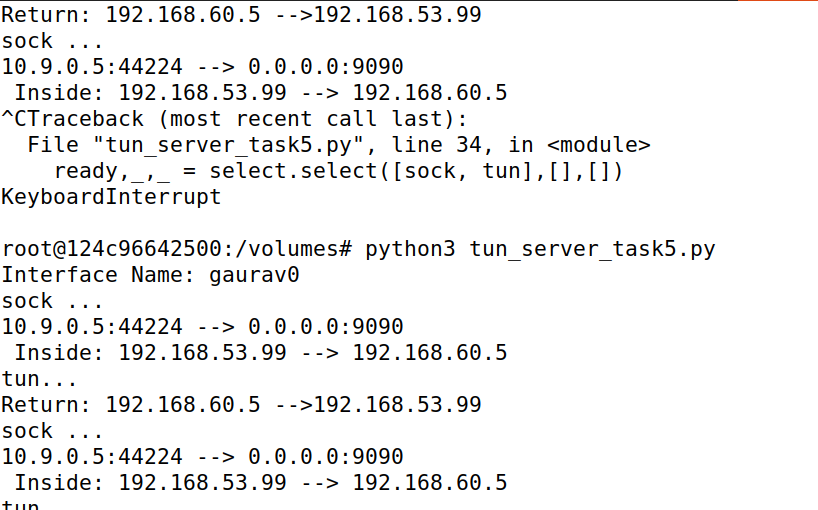 Return: 192.168.60.5 -->192.168.53.99
sock ...
10.9.0.5:44224 --> 0.0.0.0:9090
 Inside: 192.168.53.99 --> 192.168.60.5
^CTraceback (most recent call last):
  File "tun_server_task5.py", line 34, in <module>
    ready,_,_ = select.select([sock, tun],[],[])
KeyboardInterrupt

root@124c96642500:/volumes# python3 tun_server_task5.py
Interface Name: gaurav0
sock ...
10.9.0.5:44224 --> 0.0.0.0:9090
 Inside: 192.168.53.99 --> 192.168.60.5
tun...
Return: 192.168.60.5 -->192.168.53.99
sock ...
10.9.0.5:44224 --> 0.0.0.0:9090
 Inside: 192.168.53.99 --> 192.168.60.5
tun